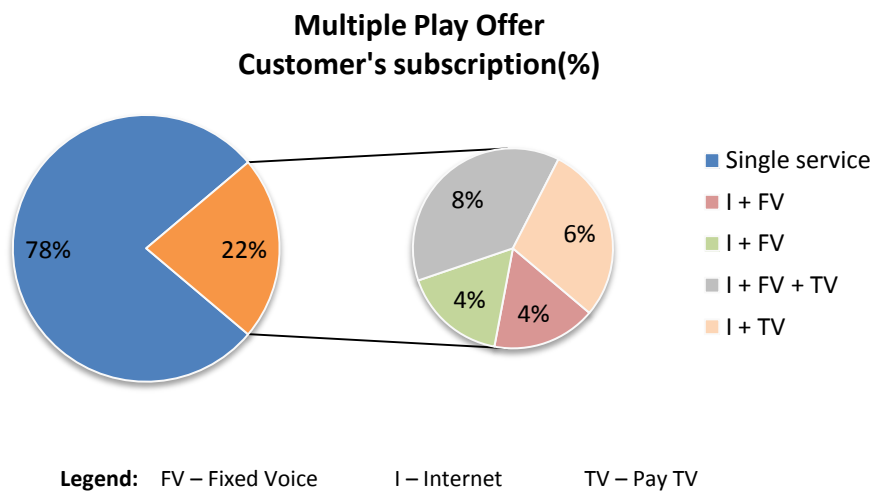 Multiple Play Offer
Customer's subscription(%)
78%
22%
8%
6%
4%
4%
Single service
I + FV
I + FV
I + FV + TV
I + TV
Legend: FV – Fixed Voice I – Internet TV – Pay TV